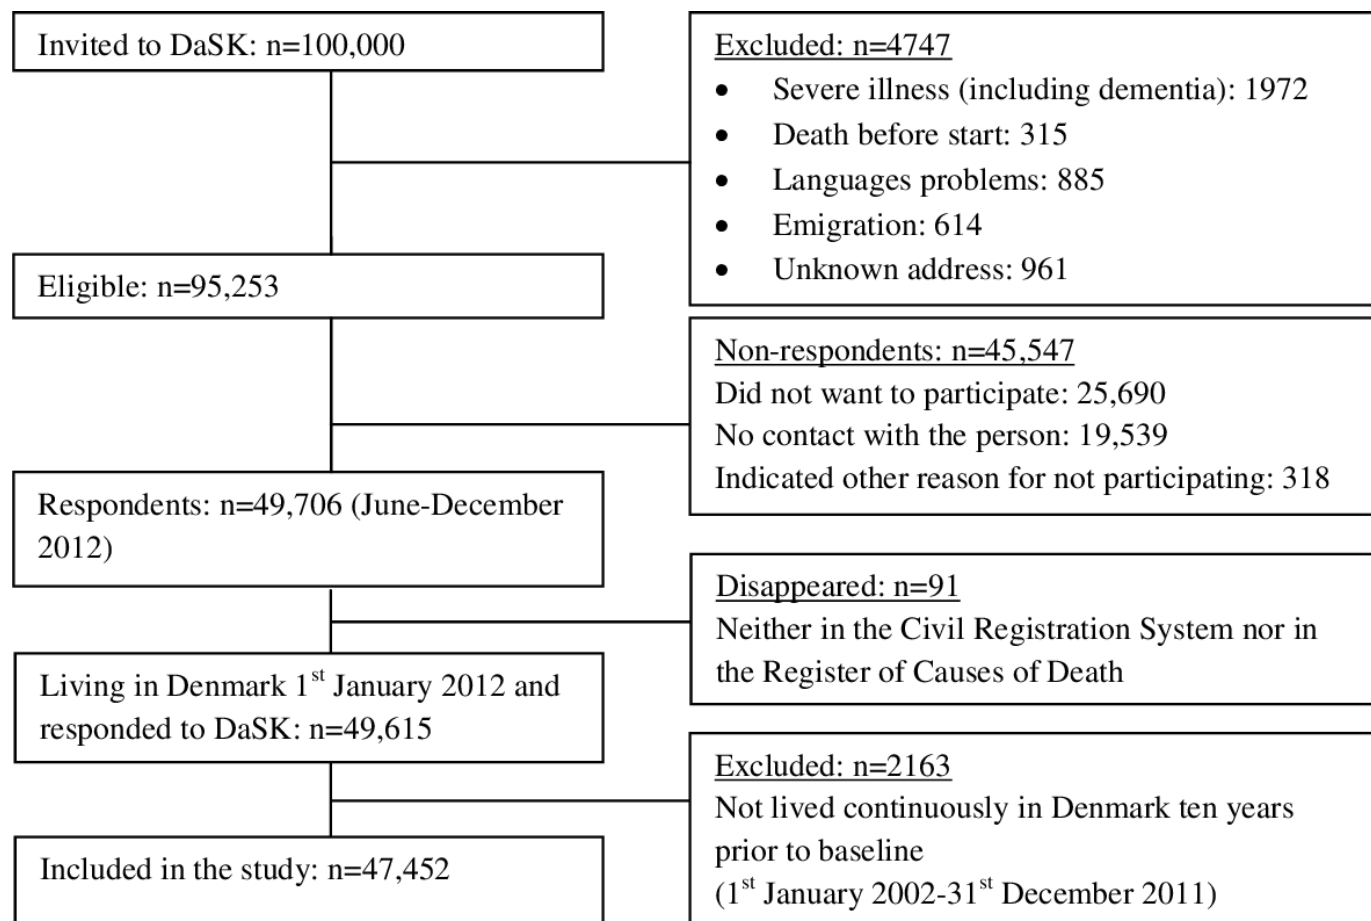 Invited to DaSK: n=100,000
Excluded: n=4747
• Severe illness (including dementia): 1972
• Death before start: 315
• Languages problems: 885
• Emigration: 614
• Unknown address: 961
Eligible: n=95,253
Non-respondents: n=45,547
Did not want to participate: 25,690
No contact with the person: 19,539
Indicated other reason for not participating: 318
Respondents: n=49,706 (June-December
2012)
Disappeared: n=91
Neither in the Civil Registration System nor in
the Register of Causes of Death
Living in Denmark 1st January 2012 and
responded to DaSK: n=49,615
Excluded: n=2163
Not lived continuously in Denmark ten years
prior to baseline
(1st January 2002-31st December 2011)
Included in the study: n=47,452